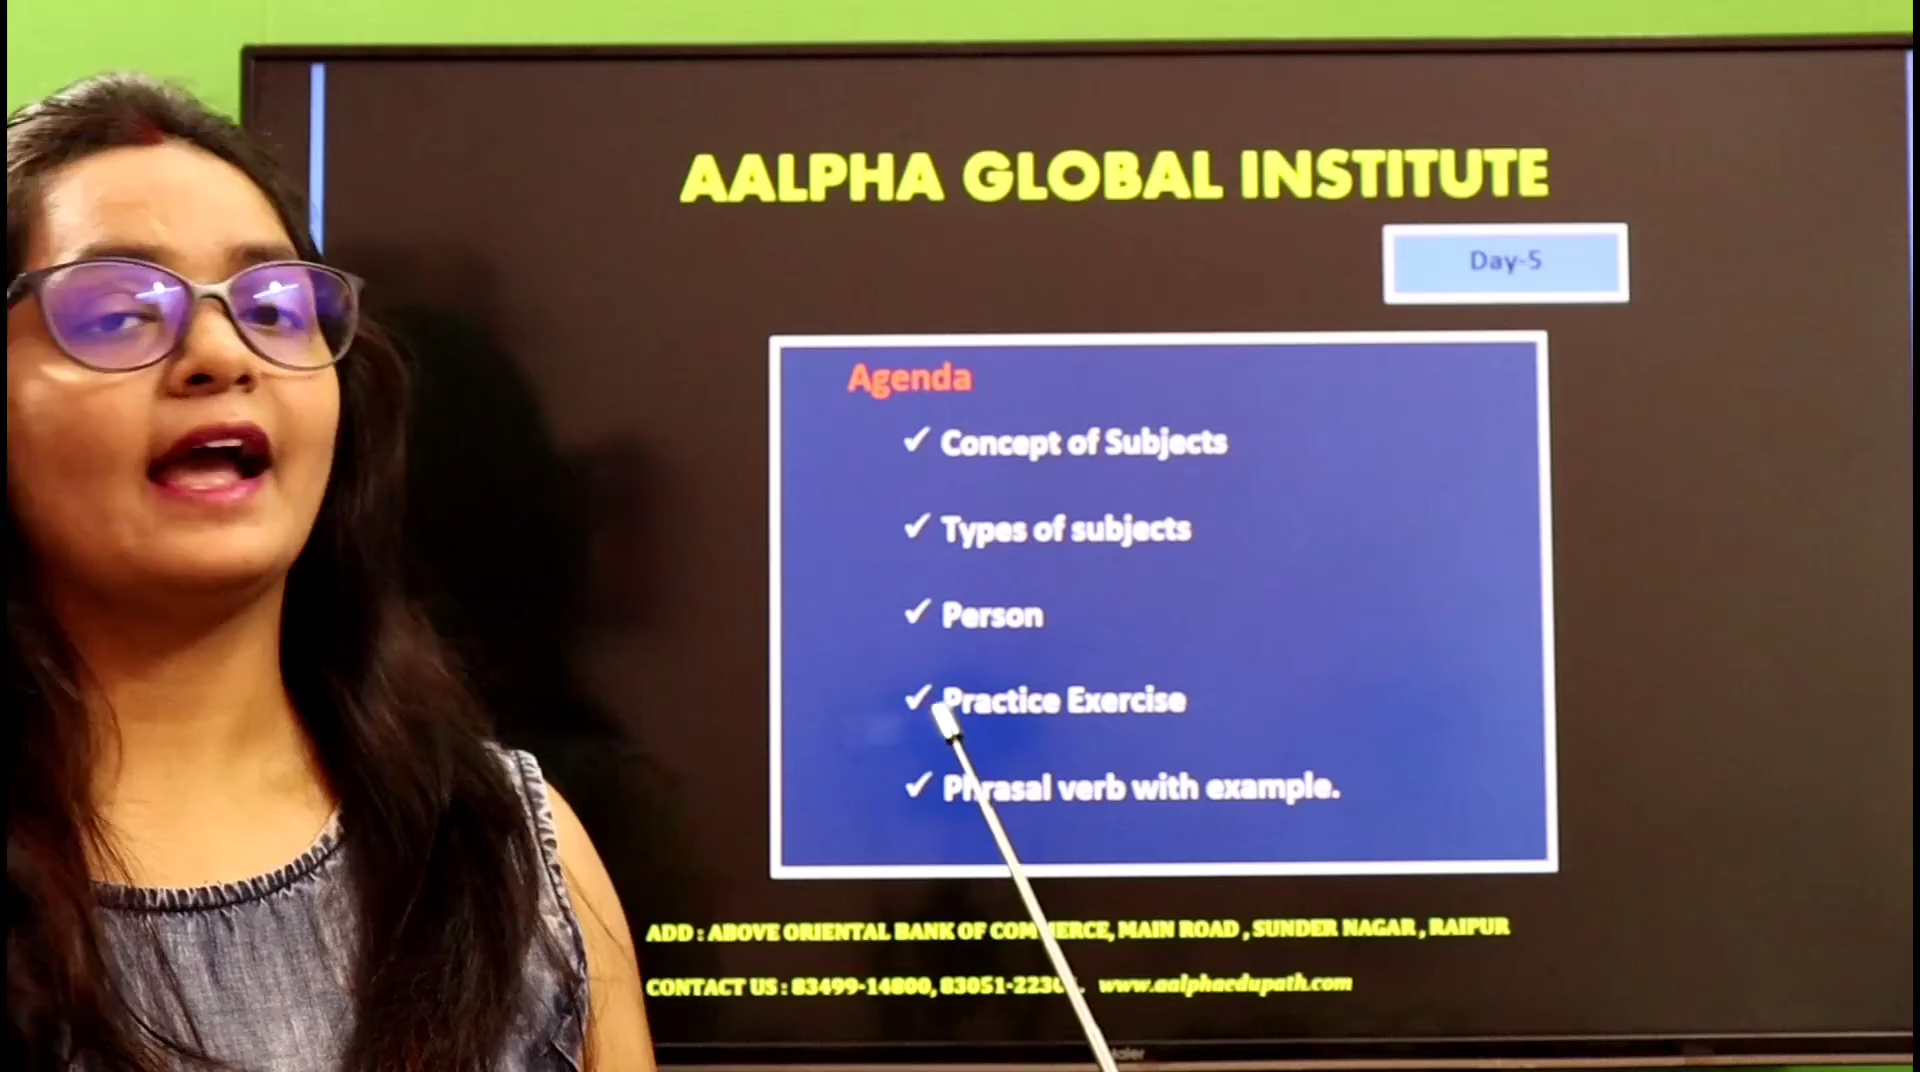 AALPHA GLOBAL INSTITUTE
Day-5
Agenda
✓ Concept of Subjects
✓ Types of subjects
✓ Person
✓ Practice Exercise
✓ Phrasal verb with example.
ADD : ABOVE ORIENTAL BANK OF COMMERCE, MAIN ROAD , SUNDER NAGAR , RAIPUR
CONTACT US : 83499-14800, www.aalphaedupath.com
Haier